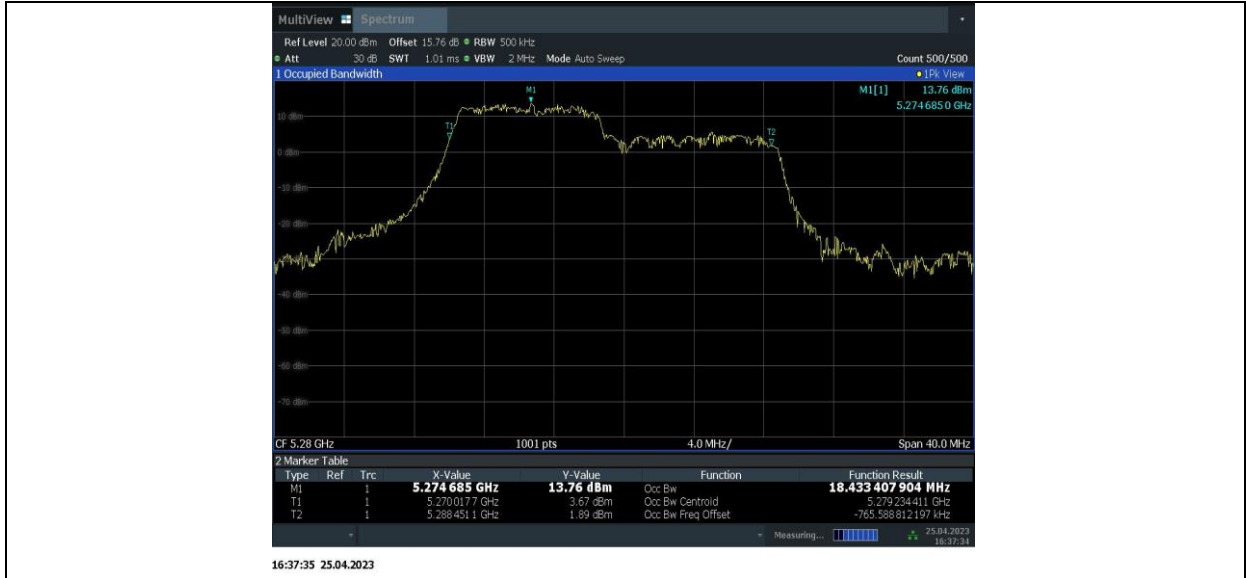 MultiView Spectrum
Ref Level 20.00 dBm Offset 15.76 dB RBW 500 kHz
Att 30 dB SWT 1.01 ms VBW 2 MHz Mode Auto Sweep Count 500/500
1 Occupied Bandwidth 1Pk View
M1 M1[1] 13.76 dBm
5.2746850 GHz
10 dBm
T1
T2
0 dBm
-10 dBm
-20 dBm
-40 dBm
-50 dBm
-60 dBm
-70 dBm
CF 5.28 GHz 1001 pts 4.0 MHz/ Span 40.0 MHz
2 Marker Table
Type Ref Trc X-Value Y-Value Function Function Result
M1 1 5.274 685 GHz 13.76 dBm Occ Bw 18.433 407 904 MHz
T1 1 5.270 017 7 GHz 3.67 dBm Occ Bw Centroid 5.279 234 411 GHz
T2 1 5.288 451 1 GHz 1.89 dBm Occ Bw Freq Offset -765.588 812 197 kHz
Measuring... 25.04.2023
16:37:34
16:37:35 25.04.2023